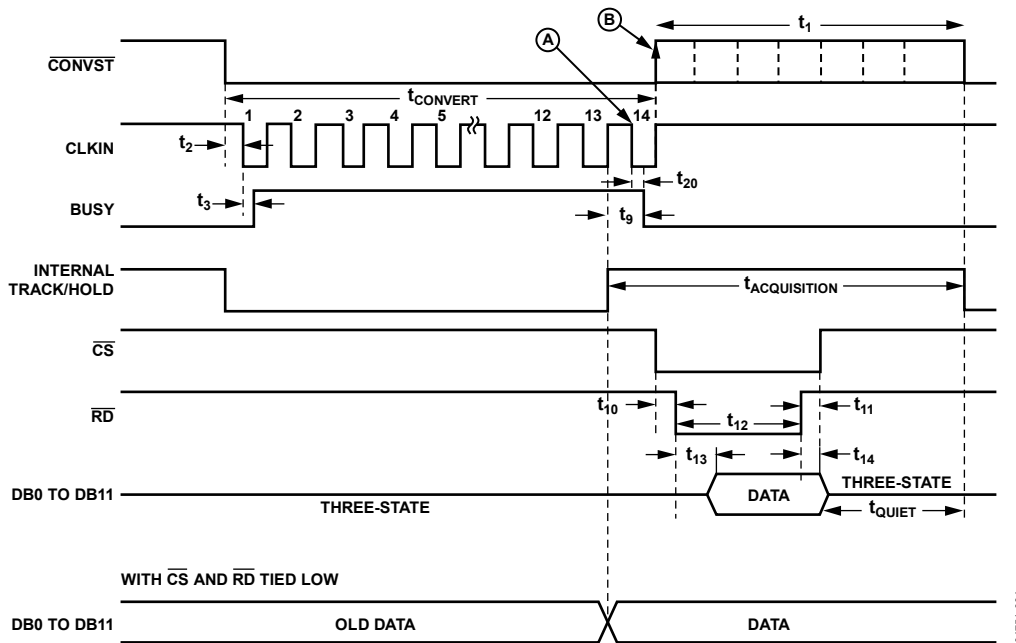 B
t1
A
CONVST
tCONVERT
1 2 3 4 5 12 13 14
t2
CLKIN
t20
t3
BUSY
t9
INTERNAL
TRACK/HOLD
tACQUISITION
CS
t10
t11
RD
t12
t13
t14
DB0 TO DB11
THREE-STATE
DATA
THREE-STATE
tQUIET
WITH CS AND RD TIED LOW
DB0 TO DB11
OLD DATA
DATA